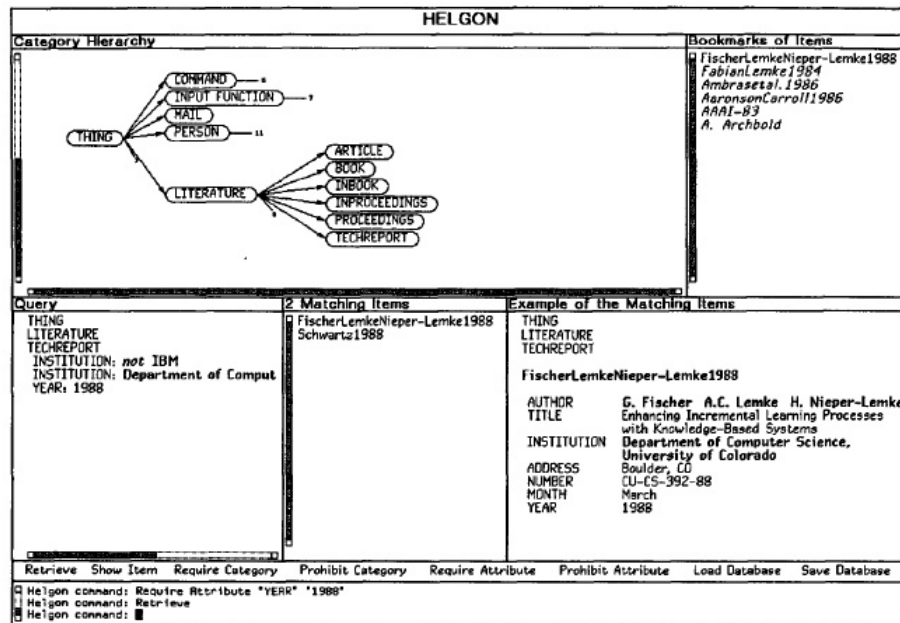 HELGON
Category Hierarchy
COMMAND
INPUT FUNCTION
7
MAIL
PERSON
11
THING
LITERATURE
ARTICLE
BOOK
INBOOK
INPROCEEDINGS
PROCEEDINGS
TECHREPORT
Bookmarks of Items
FischerLemkeNieper-Lemke1988
FabianLemke1984
Ambrasetal.1986
AaronsonCarroll1986
AAAI-83
A. Archbold
Query
THING
LITERATURE
TECHREPORT
INSTITUTION: not IBM
INSTITUTION: Department of Comput
YEAR: 1988
2 Matching Items
FischerLemkeNieper-Lemke1988
Schwartz1988
Example of the Matching Items
THING
LITERATURE
TECHREPORT
FischerLemkeNieper-Lemke1988
AUTHOR G. Fischer A.C. Lemke H. Nieper-Lemke
TITLE Enhancing Incremental Learning Processes
with Knowledge-Based Systems
INSTITUTION Department of Computer Science,
University of Colorado
ADDRESS Boulder, CO
NUMBER CU-CS-392-88
MONTH March
YEAR 1988
Retrieve Show Item Require Category Prohibit Category Require Attribute Prohibit Attribute Load Database Save Database
Helgon command: Require Attribute "YEAR" "1988"
Helgon command: Retrieve
Helgon command: